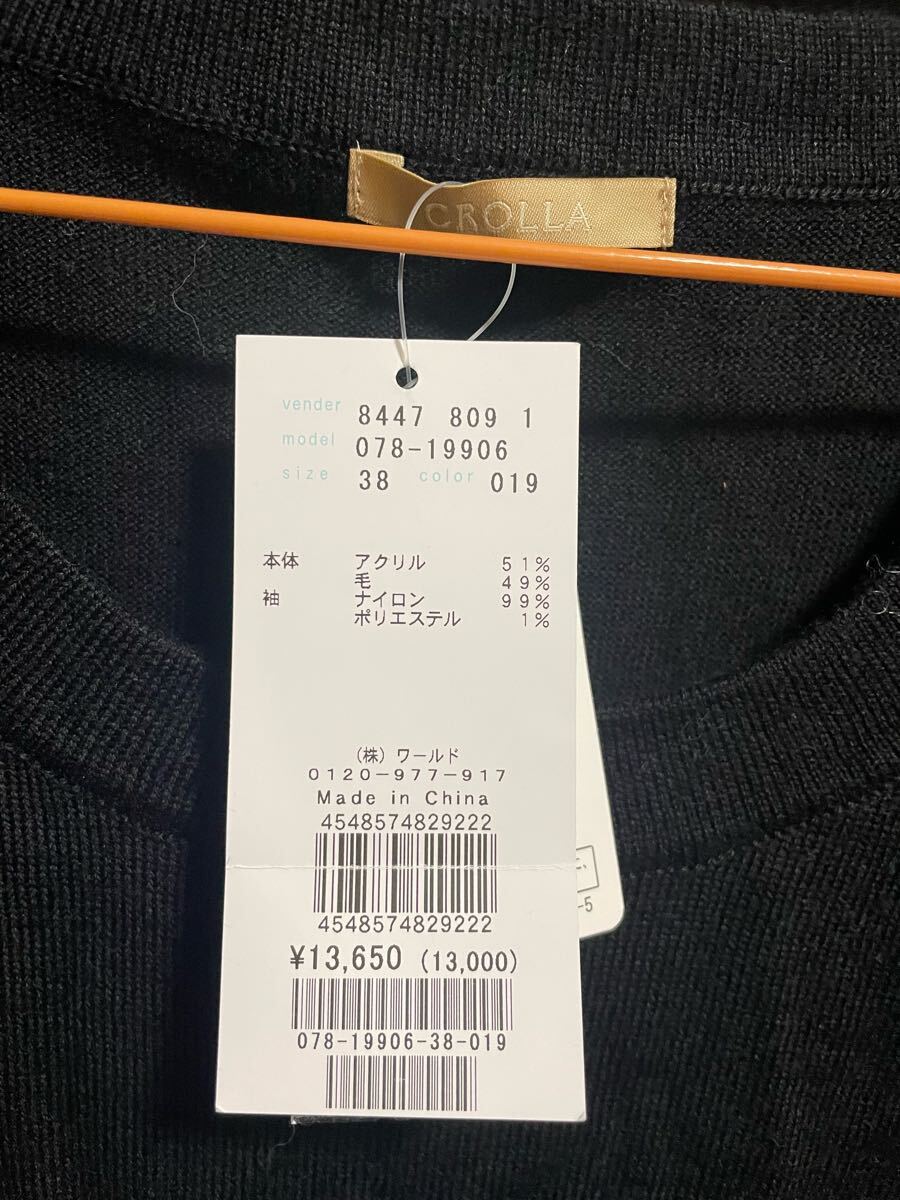 CROLLA
vender 8447 809 1
model 078-19906
size 38 color 019
本体 アクリル 51%
毛 49%
袖 ナイロン 99%
ポリエステル 1%
(株) ワールド
0120-977-917
Made in China
4548574829222
4548574829222
¥13,650 (13,000)
078-19906-38-019
-5